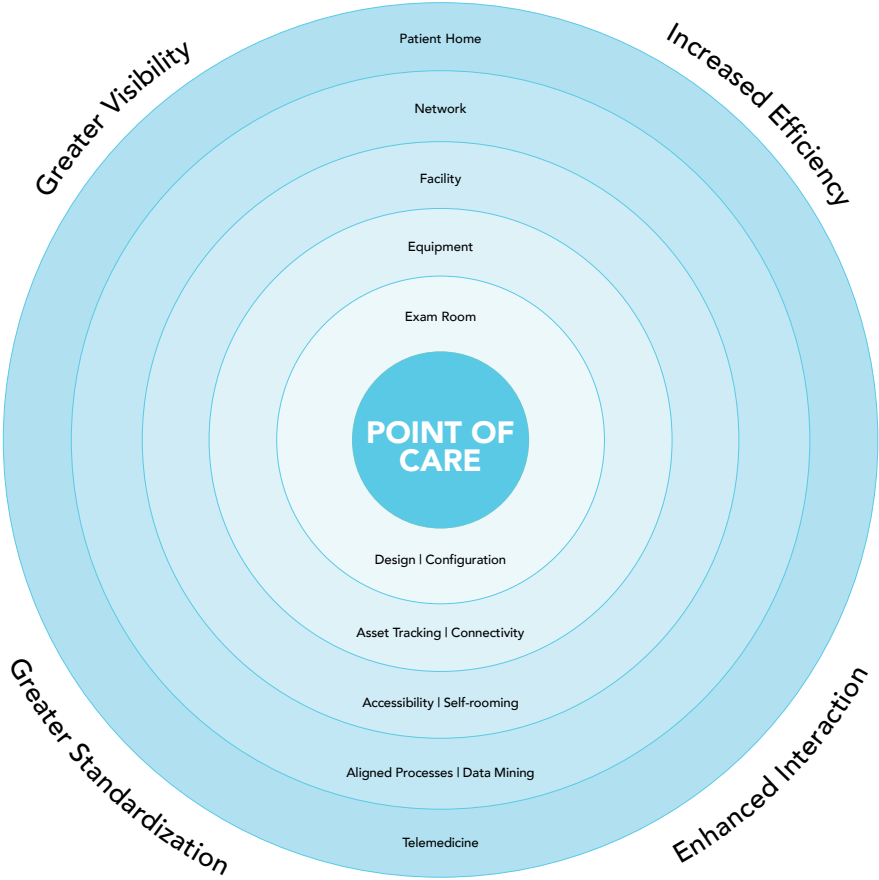 Greater Visibility
Increased Efficiency
Patient Home
Network
Facility
Equipment
Exam Room
POINT OF
CARE
Design | Configuration
Asset Tracking | Connectivity
Accessibility | Self-rooming
Aligned Processes | Data Mining
Telemedicine
Greater Standardization
Enhanced Interaction